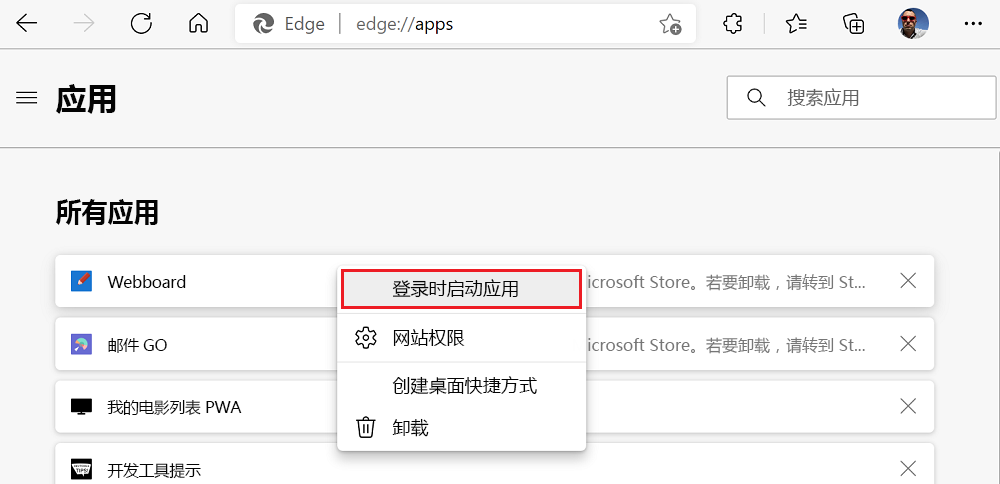 Edge | edge://apps
应用
搜索应用
所有应用
Webboard
icrosoft Store。若要卸载，请转到 St...
登录时启动应用
网站权限
邮件 GO
icrosoft Store。若要卸载，请转到 St...
创建桌面快捷方式
我的电影列表 PWA
卸载
开发工具提示